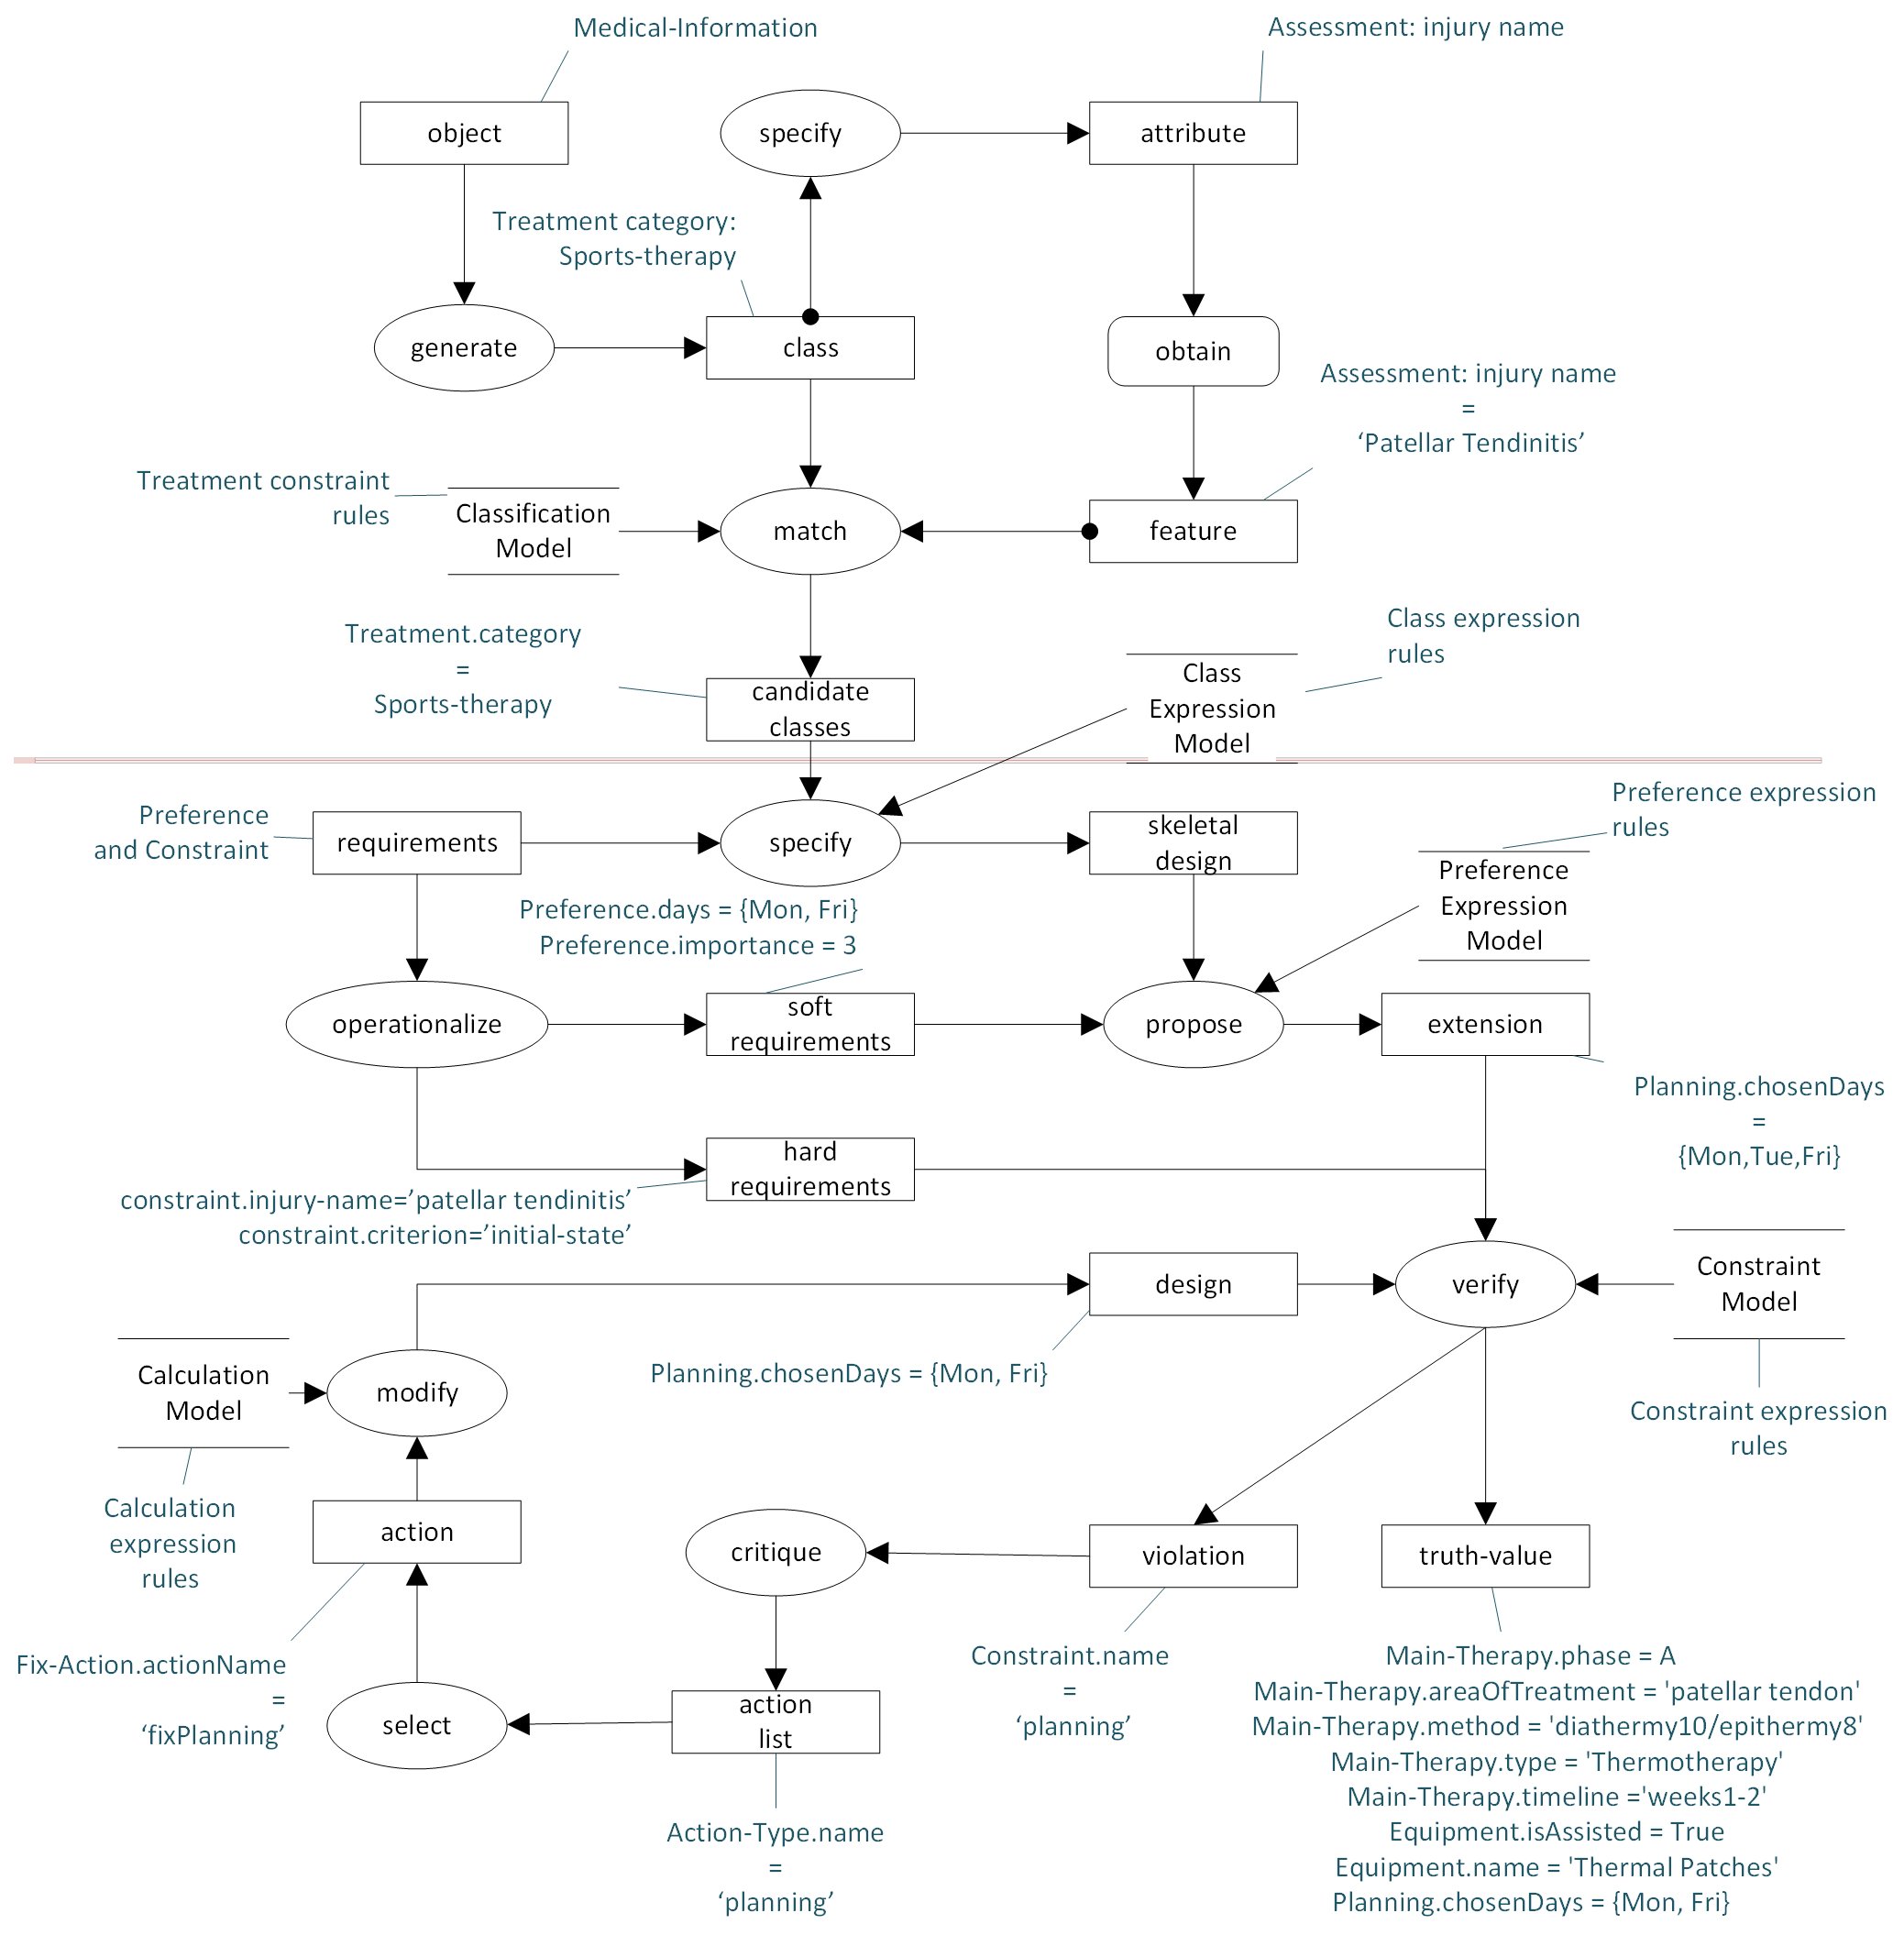 Medical-Information
Assessment: injury name
object
specify
attribute
Treatment category:
Sports-therapy
generate
class
obtain
Assessment: injury name
=
‘Patellar Tendinitis’
Treatment constraint
rules
Classification
Model
match
feature
Treatment.category
=
Sports-therapy
candidate
classes
Class
Expression
Model
Class expression
rules
Preference
and Constraint
requirements
specify
skeletal
design
Preference expression
rules
Preference
Expression
Model
Preference.days = {Mon, Fri}
Preference.importance = 3
operationalize
soft
requirements
propose
extension
Planning.chosenDays
=
{Mon,Tue,Fri}
hard
requirements
constraint.injury-name=’patellar tendinitis’
constraint.criterion=’initial-state’
design
verify
Constraint
Model
Planning.chosenDays = {Mon, Fri}
Calculation
Model
modify
Constraint expression
rules
Calculation
expression
rules
action
critique
violation
truth-value
Fix-Action.actionName
=
‘fixPlanning’
select
action
list
Constraint.name
=
‘planning’
Main-Therapy.phase = A
Main-Therapy.areaOfTreatment = 'patellar tendon'
Main-Therapy.method = 'diathermy10/epithermy8'
Main-Therapy.type = 'Thermotherapy'
Main-Therapy.timeline ='weeks1-2'
Equipment.isAssisted = True
Equipment.name = 'Thermal Patches'
Planning.chosenDays = {Mon, Fri}
Action-Type.name
=
‘planning’